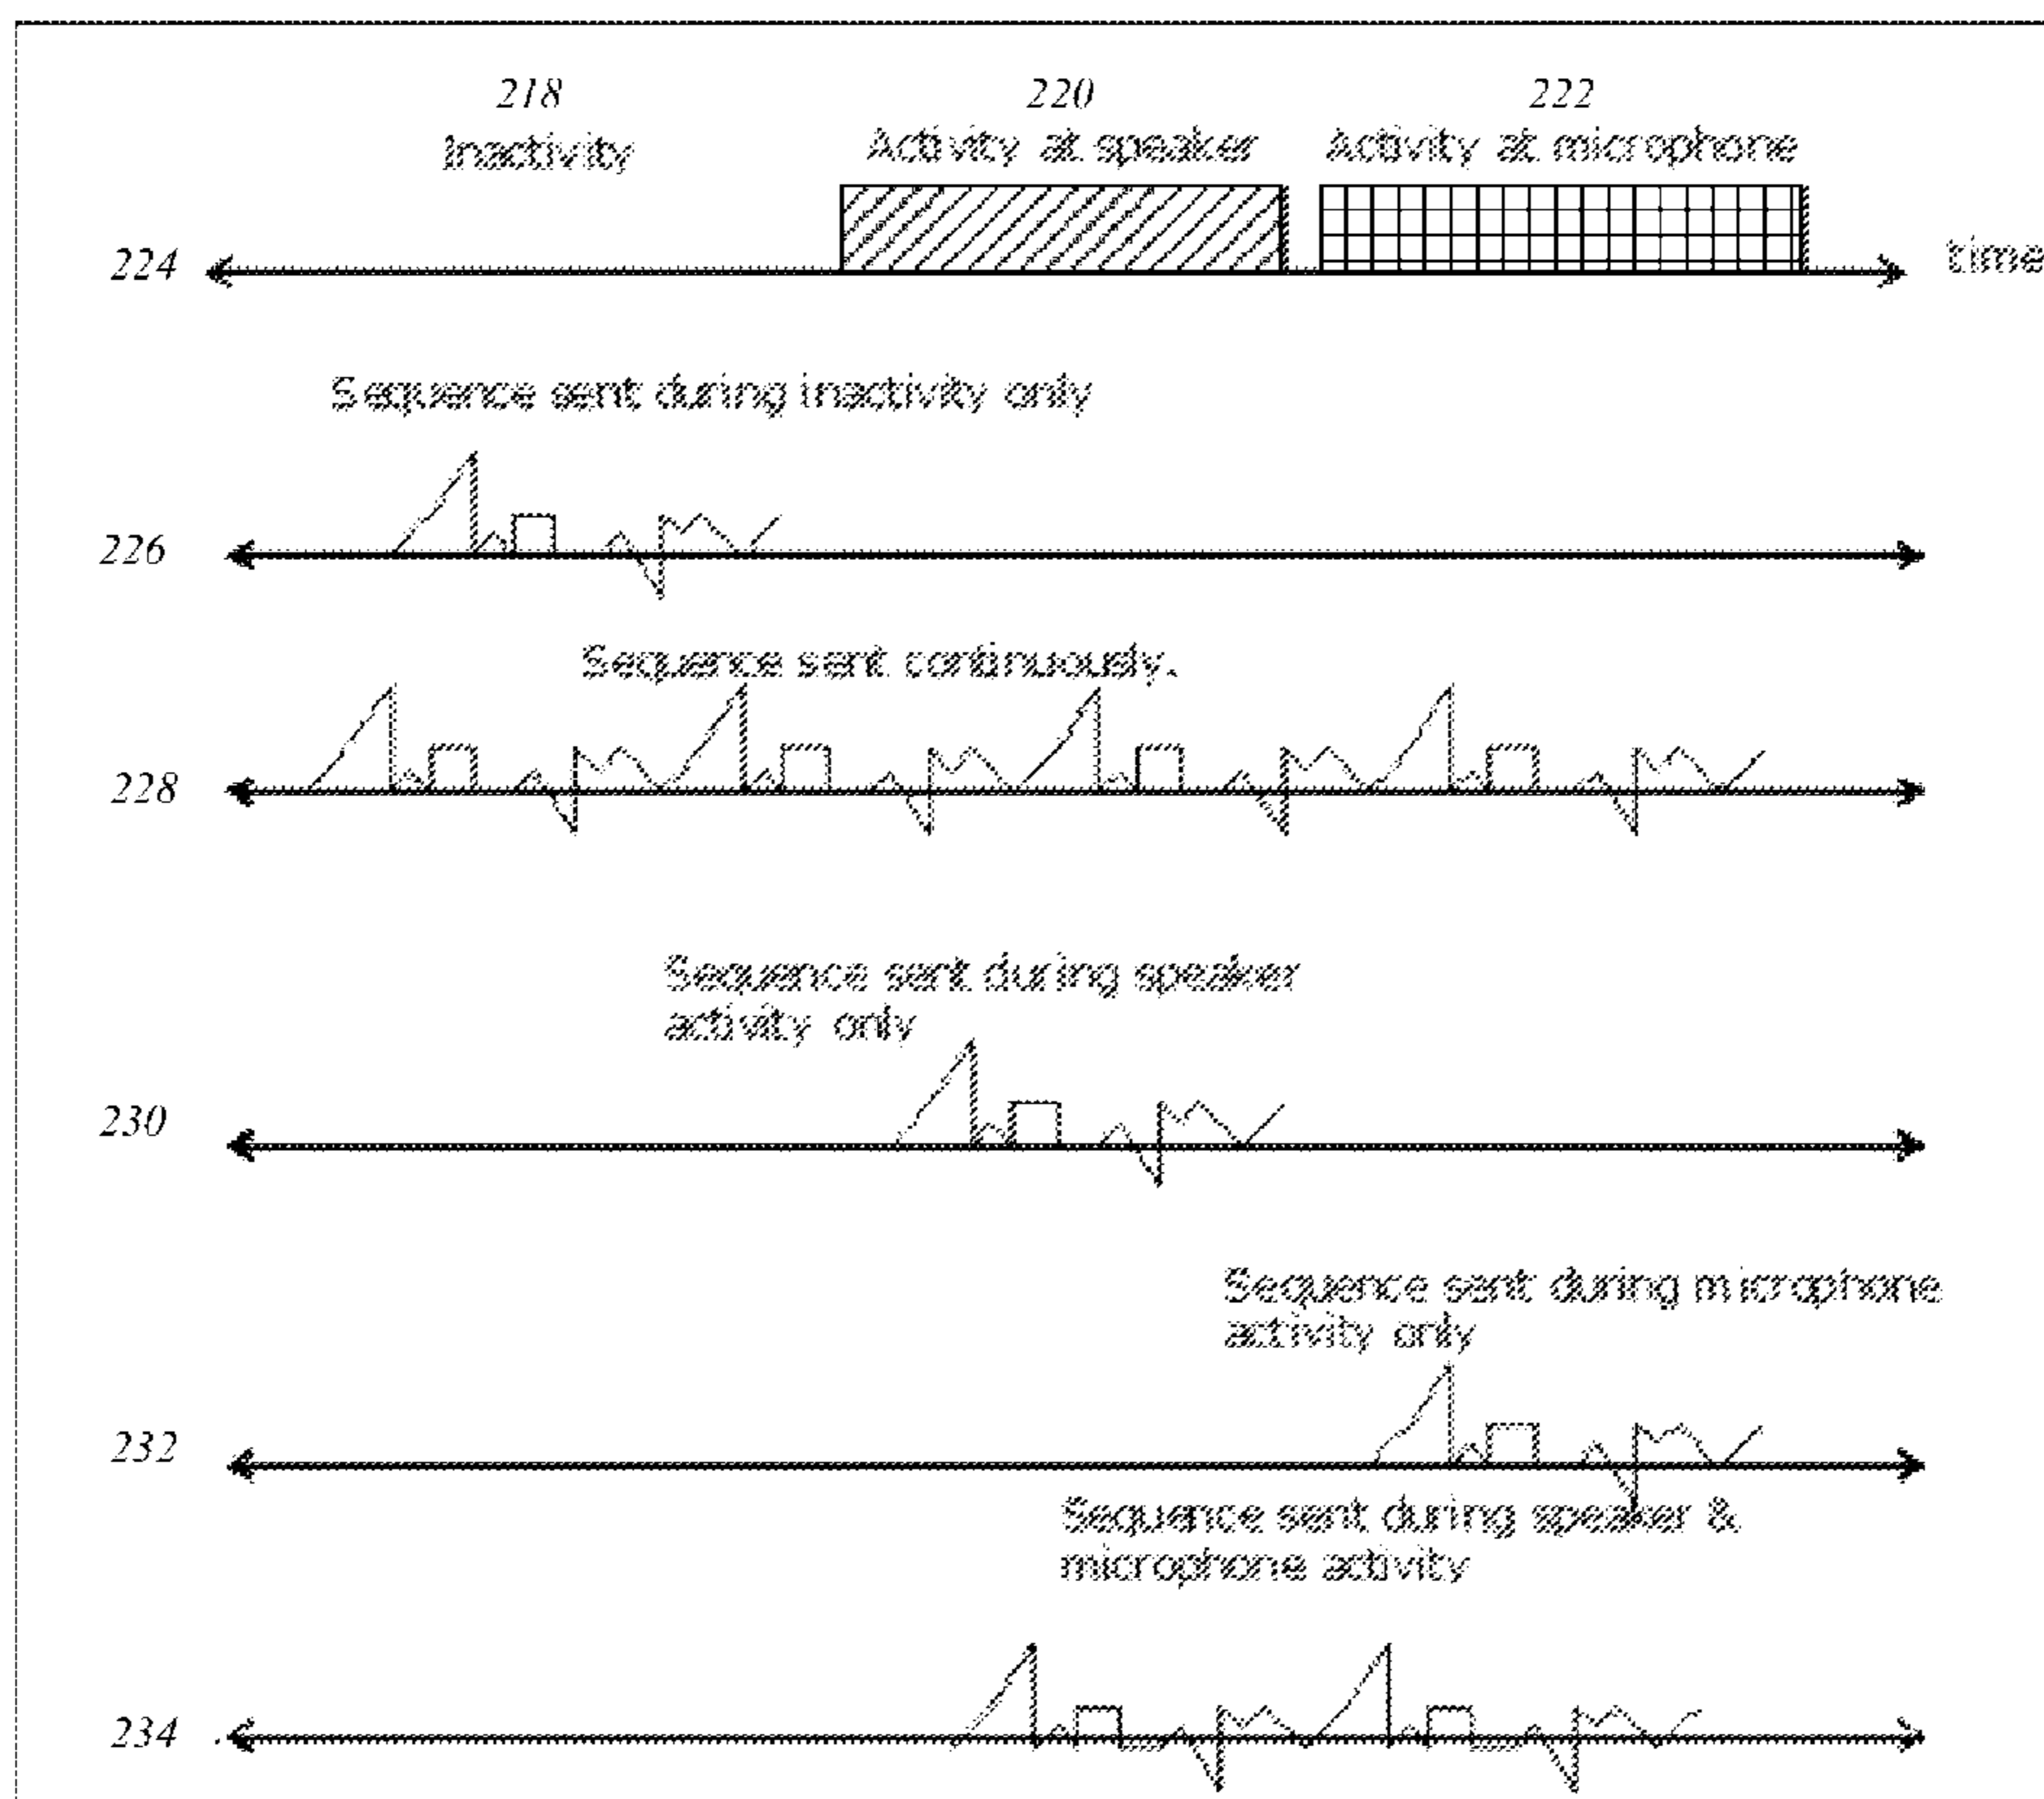 218
Inactivity
220
Activity at speaker
222
Activity at microphone
224
time
Sequence sent during inactivity only
226
Sequence sent continuously.
228
Sequence sent during speaker
activity only
230
Sequence sent during microphone
activity only
232
Sequence sent during speaker &
microphone activity
234